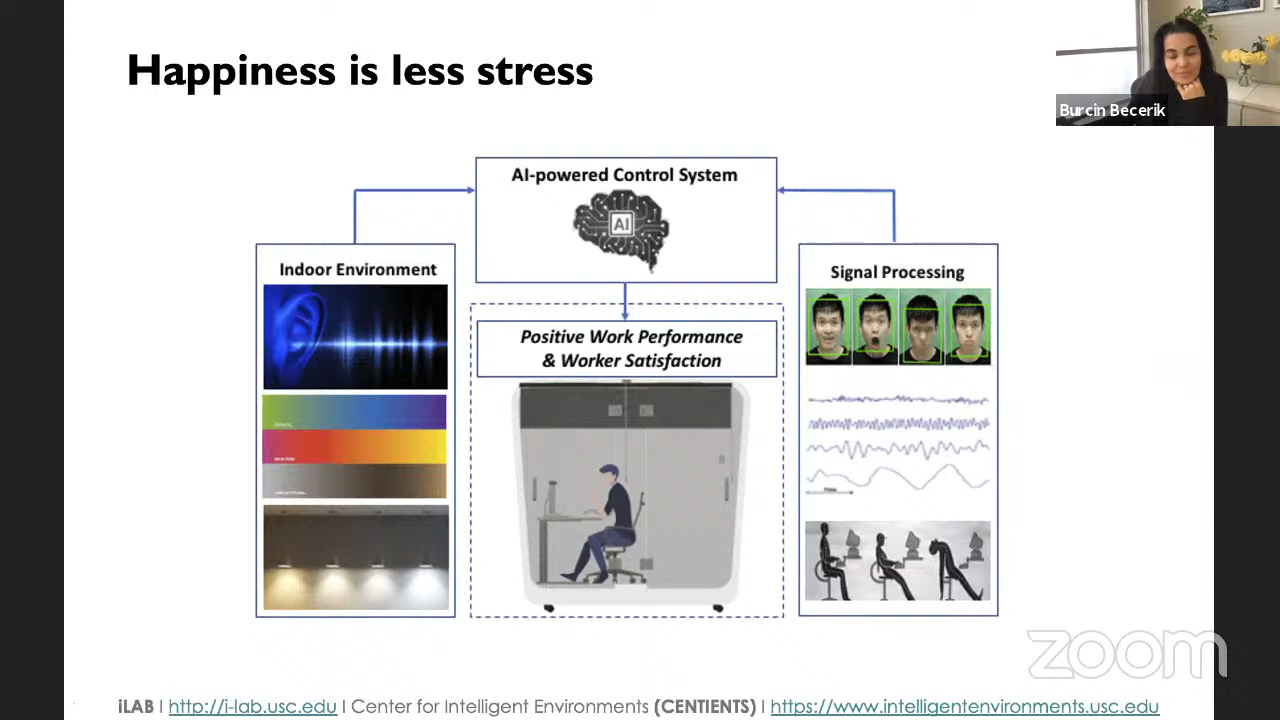 Happiness is less stress
Burcin Becerik
AI-powered Control System
AI
Indoor Environment
Signal Processing
Positive Work Performance
& Worker Satisfaction
zoom
iLAB I http://i-lab.usc.edu I Center for Intelligent Environments (CENTIENTS) I https://www.intelligentenvironments.usc.edu